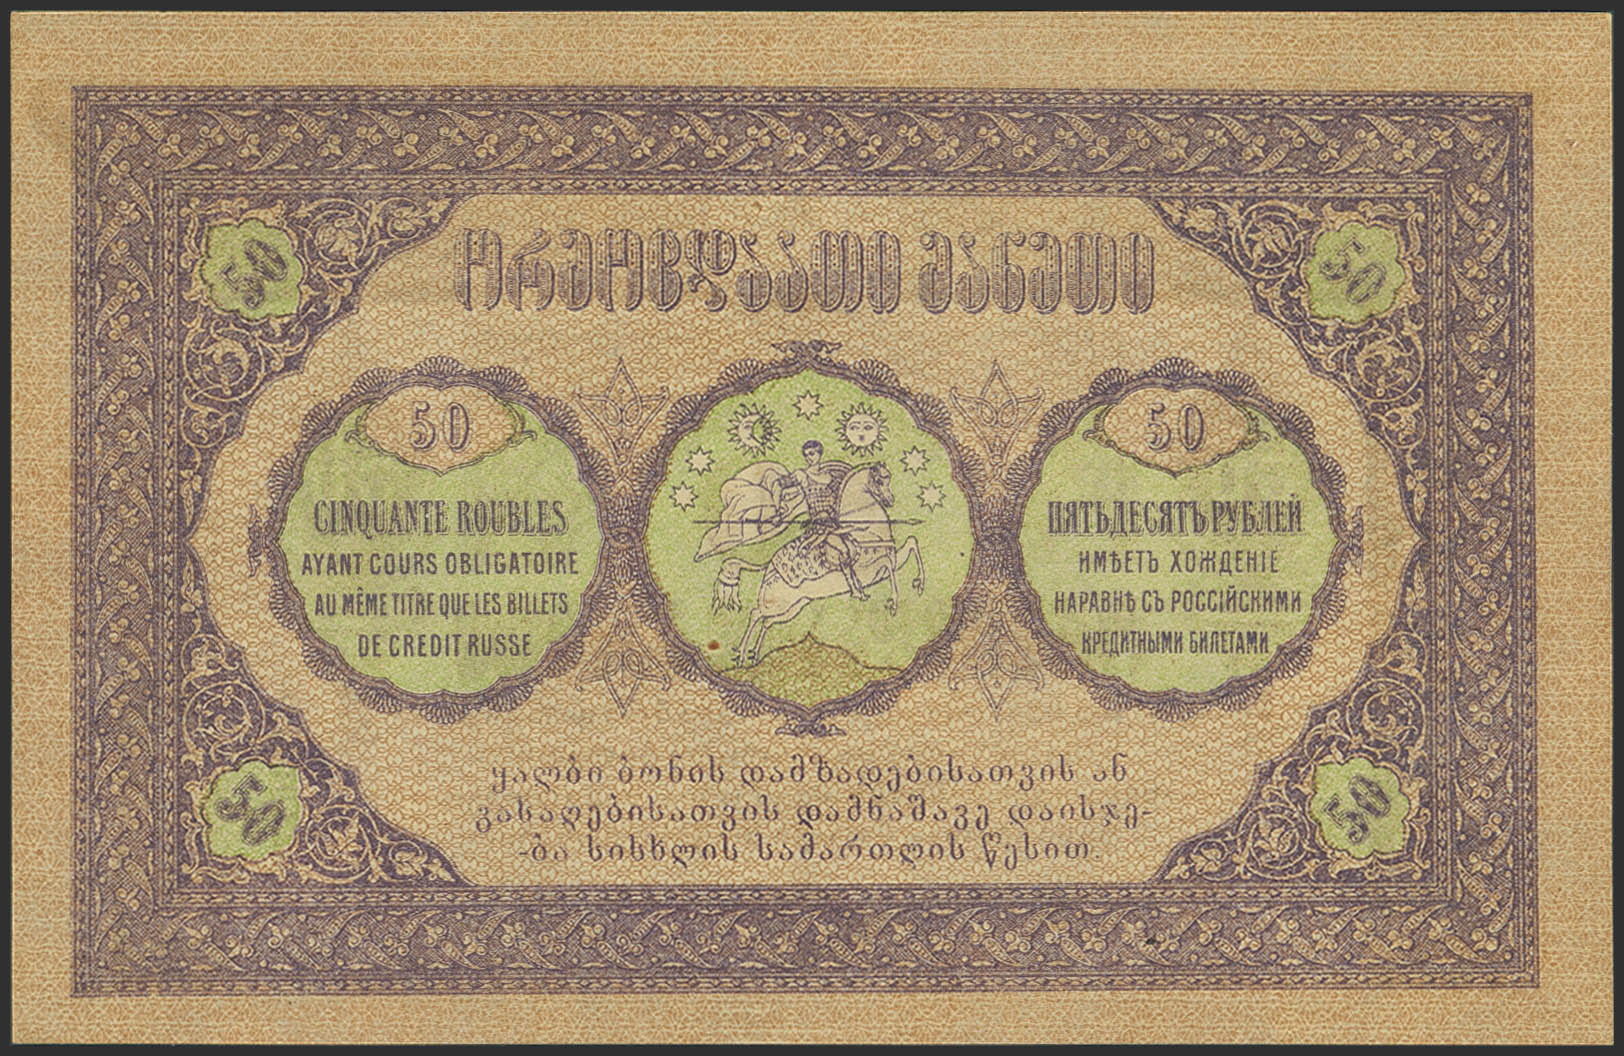 50
50
ორმოცდაათი მანეთი
50
50
CINQUANTE ROUBLES
AYANT COURS OBLIGATOIRE
AU MÊME TITRE QUE LES BILLETS
DE CREDIT RUSSE
ПЯТЬДЕСЯТЪ РУБЛЕЙ
ИМѢЕТЪ ХОЖДЕНІЕ
НАРАВНѢ СЪ РОССІЙСКИМИ
КРЕДИТНЫМИ БИЛЕТАМИ
ყალბი ბონის დამზადებისათვის ან
გასაღებისათვის დამნაშავე დაისჯე-
-ბა სისხლის სამართლის წესით.
50
50